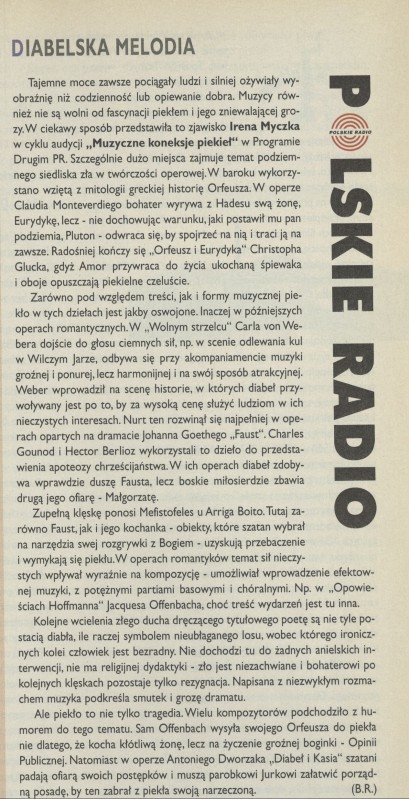 DIABELSKA MELODIA
Tajemne moce zawsze pociągały ludzi i silniej ożywiały wy-
obraźnię niż codzienność lub opiewanie dobra. Muzycy rów-
nież nie są wolni od fascynacji piekłem i jego zniewalającej gro-
zy. W ciekawy sposób przedstawiła to zjawisko Irena Myczka
w cyklu audycji „Muzyczne koneksje piekieł" w Programie
Drugim PR. Szczególnie dużo miejsca zajmuje temat podziem-
nego siedliska zła w twórczości operowej. W baroku wykorzy-
stano wziętą z mitologii greckiej historię Orfeusza. W operze
Claudia Monteverdiego bohater wyrywa z Hadesu swą żonę,
Eurydykę, lecz - nie dochowując warunku, jaki postawił mu pan
podziemia, Pluton - odwraca się, by spojrzeć na nią i traci ją na
zawsze. Radośniej kończy się „Orfeusz i Eurydyka" Christopha
Glucka, gdyż Amor przywraca do życia ukochaną śpiewaka
i oboje opuszczają piekielne czeluście.
Zarówno pod względem treści, jak i formy muzycznej pie-
kło w tych dziełach jest jakby oswojone. Inaczej w późniejszych
operach romantycznych. W „Wolnym strzelcu" Carla von We-
bera dojście do głosu ciemnych sił, np. w scenie odlewania kul
w Wilczym Jarze, odbywa się przy akompaniamencie muzyki
groźnej i ponurej, lecz harmonijnej i na swój sposób atrakcyjnej.
Weber wprowadził na scenę historie, w których diabeł przy-
woływany jest po to, by za wysoką cenę służyć ludziom w ich
nieczystych interesach. Nurt ten rozwinął się najpełniej w ope-
rach opartych na dramacie Johanna Goethego „Faust". Charles
Gounod i Hector Berlioz wykorzystali to dzieło do przedsta-
wienia apoteozy chrześcijaństwa. W ich operach diabeł zdoby-
wa wprawdzie duszę Fausta, lecz boskie miłosierdzie zbawia
drugą jego ofiarę - Małgorzatę.
Zupełną klęskę ponosi Mefistofeles u Arriga Boito. Tutaj za-
równo Faust, jak i jego kochanka - obiekty, które szatan wybrał
na narzędzia swej rozgrywki z Bogiem - uzyskują przebaczenie
i wymykają się piekłu. W operach romantyków temat sił nieczy-
stych wpływał wyraźnie na kompozycję - umożliwiał wprowadzenie efektow-
nej muzyki, z potężnymi partiami basowymi i chóralnymi. Np. w „Opowie-
ściach Hoffmanna" Jacquesa Offenbacha, choć treść wydarzeń jest tu inna.
Kolejne wcielenia złego ducha dręczącego tytułowego poetę są nie tyle po-
stacią diabła, ile raczej symbolem nieubłaganego losu, wobec którego ironicz-
nych kolei człowiek jest bezradny. Nie dochodzi tu do żadnych anielskich in-
terwencji, nie ma religijnej dydaktyki - zło jest niezachwiane i bohaterowi po
kolejnych klęskach pozostaje tylko rezygnacja. Napisana z niezwykłym rozma-
chem muzyka podkreśla smutek i grozę dramatu.
Ale piekło to nie tylko tragedia. Wielu kompozytorów podchodziło z hu-
morem do tego tematu. Sam Offenbach wysyła swojego Orfeusza do piekła
nie dlatego, że kocha kłótliwą żonę, lecz na życzenie groźnej boginki - Opinii
Publicznej. Natomiast w operze Antoniego Dworzaka „Diabeł i Kasia" szatani
padają ofiarą swoich postępków i muszą parobkowi Jurkowi załatwić porząd-
ną posadę, by ten zabrał z piekła swoją narzeczoną. (B.R.)
POLSKIE RADIO
POLSKIE RADIO